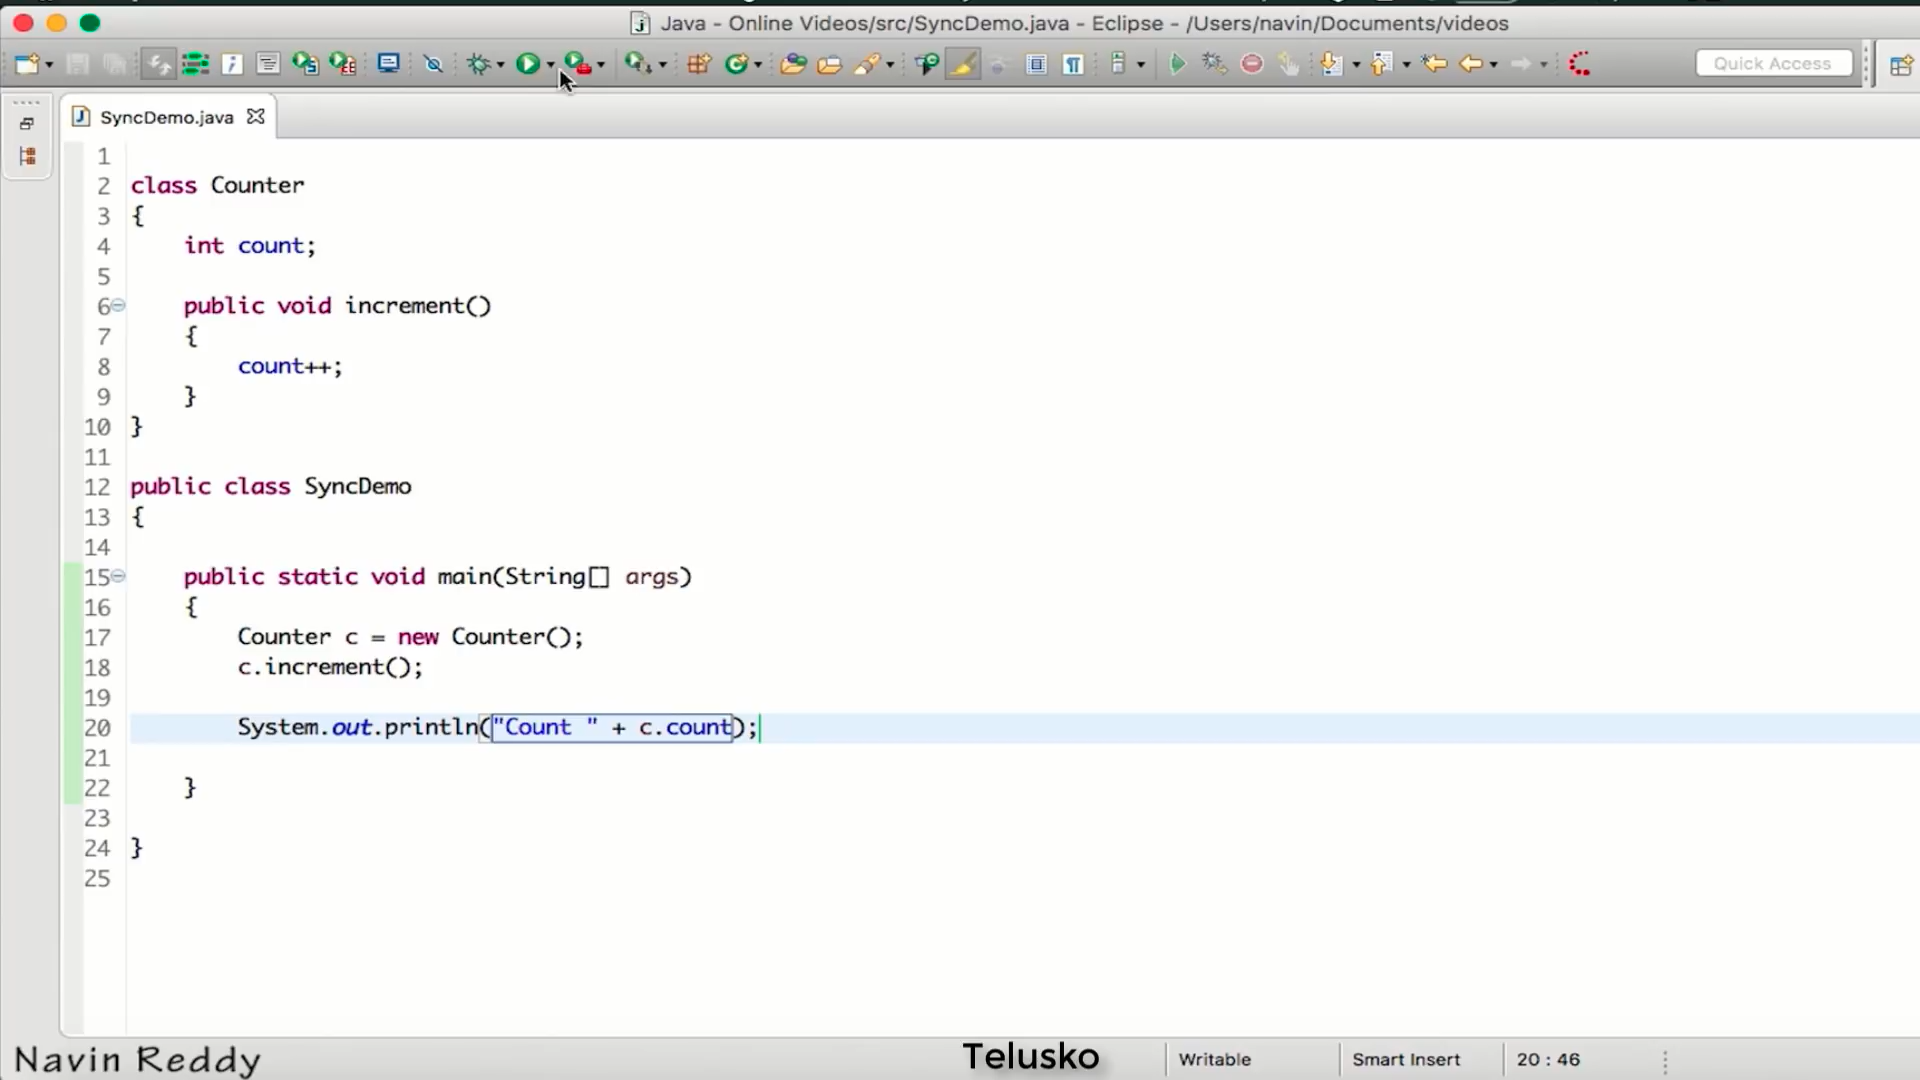 Java - Online Videos/src/SyncDemo.java - Eclipse - /Users/navin/Documents/videos
Quick Access
SyncDemo.java
1
2 class Counter
3 {
4     int count;
5
6     public void increment()
7     {
8         count++;
9     }
10 }
11
12 public class SyncDemo
13 {
14
15     public static void main(String[] args)
16     {
17         Counter c = new Counter();
18         c.increment();
19
20         System.out.println("Count " + c.count);
21
22     }
23
24 }
25
Navin Reddy
Telusko
Writable
Smart Insert
20 : 46